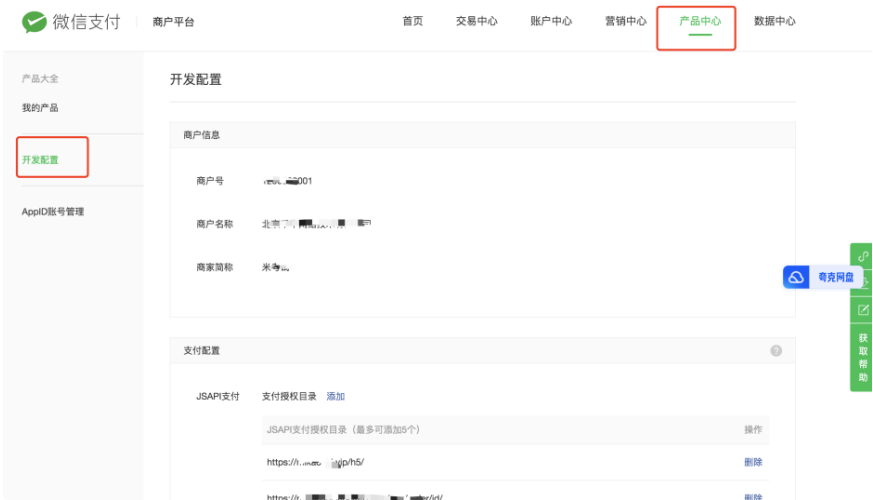 微信支付 商户平台 首页 交易中心 账户中心 营销中心 产品中心 数据中心
产品大全
我的产品
开发配置
AppID账号管理
开发配置
商户信息
商户号 001
商户名称
商家简称
夸克网盘
获取帮助
支付配置
JSAPI支付 支付授权目录 添加
JSAPI支付授权目录（最多可添加5个） 操作
https:// /h5/ 删除
https:// /id/ 删除